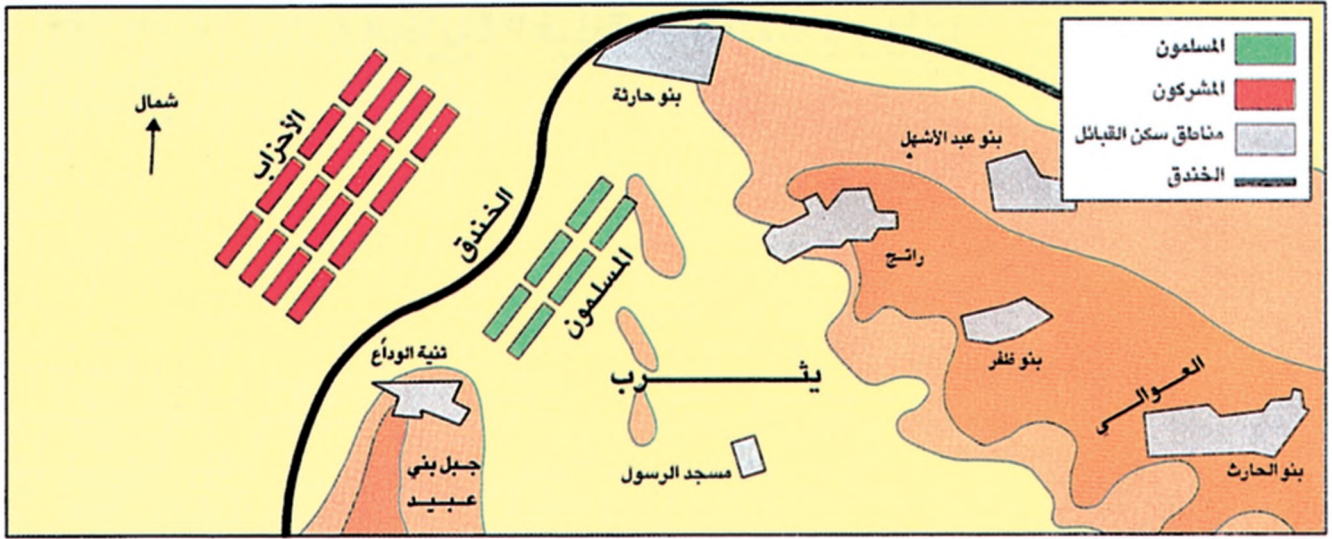 المسلمون
المشركون
مناطق سكن القبائل
الخندق
شمال
الأحزاب
بنو حارثة
بنو عبد الأشهل
الخندق
المسلمون
راتج
بنو ظفر
ثنية الوداع
يثرب
العوالي
جبل بني
عبيد
مسجد الرسول
بنو الحارث